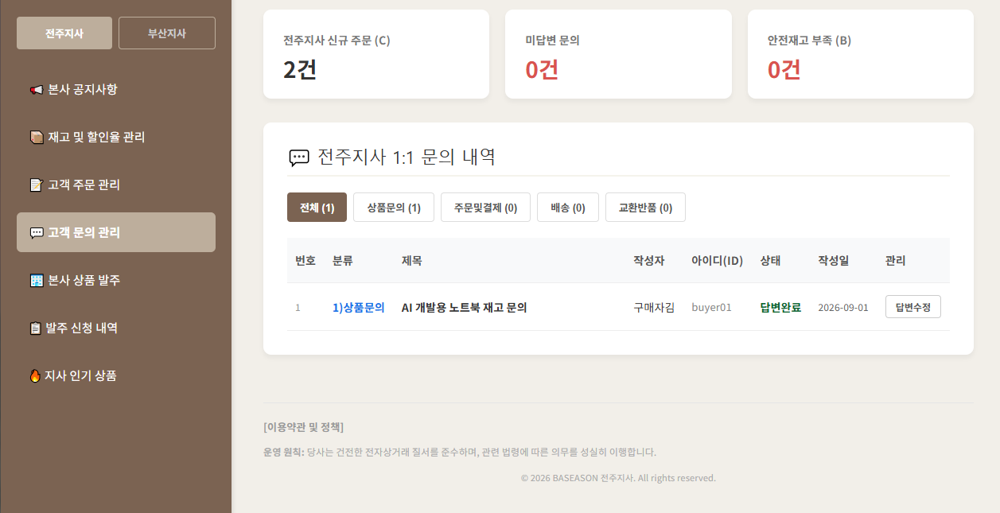 전주지사 부산지사
본사 공지사항
재고 및 할인율 관리
고객 주문 관리
고객 문의 관리
본사 상품 발주
발주 신청 내역
지사 인기 상품
전주지사 신규 주문 (C)
2건
미답변 문의
0건
안전재고 부족 (B)
0건
전주지사 1:1 문의 내역
전체 (1) 상품문의 (1) 주문및결제 (0) 배송 (0) 교환반품 (0)
번호 분류 제목 작성자 아이디(ID) 상태 작성일 관리
1 1)상품문의 AI 개발용 노트북 재고 문의 구매자김 buyer01 답변완료 2026-09-01 답변수정
[이용약관 및 정책]
운영 원칙: 당사는 건전한 전자상거래 질서를 준수하며, 관련 법령에 따른 의무를 성실히 이행합니다.
© 2026 BASEASON 전주지사. All rights reserved.